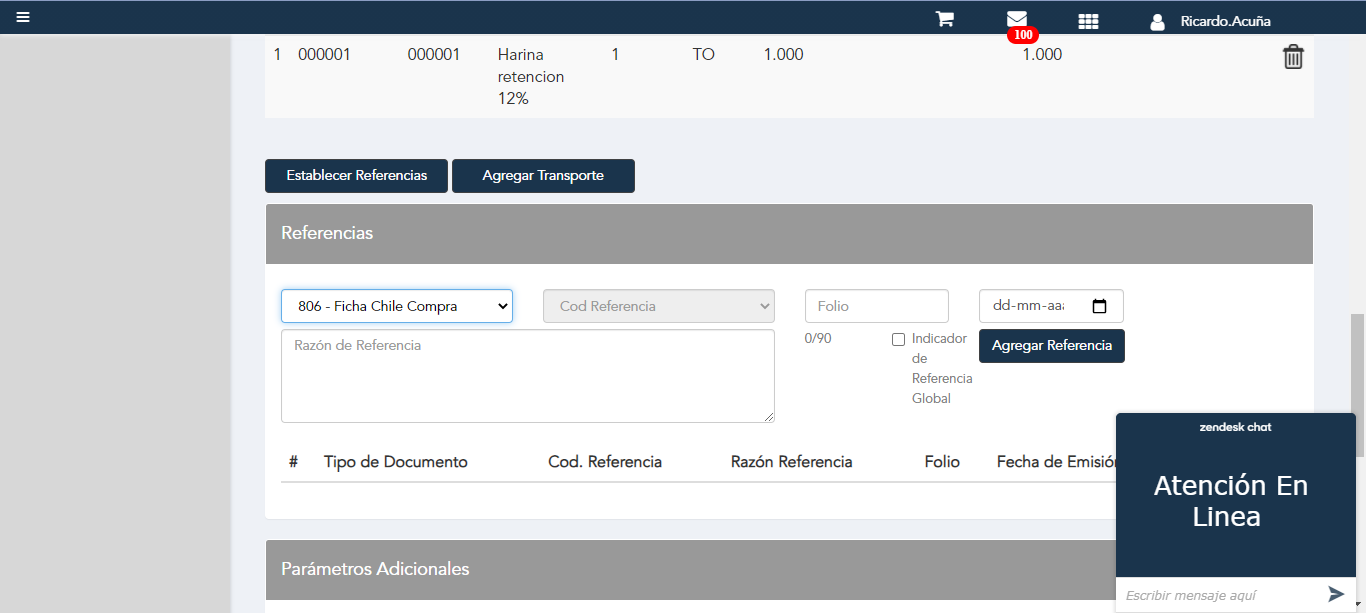 100
Ricardo.Acuña
1 000001 000001 Harina 1 TO 1.000 1.000
retencion
12%
Establecer Referencias Agregar Transporte
Referencias
806 - Ficha Chile Compra Cod Referencia Folio dd-mm-aa
Razón de Referencia 0/90 Indicador Agregar Referencia
de
Referencia
Global
# Tipo de Documento Cod. Referencia Razón Referencia Folio Fecha de Emisión
zendesk chat
Atención En
Linea
Parámetros Adicionales
Escribir mensaje aquí